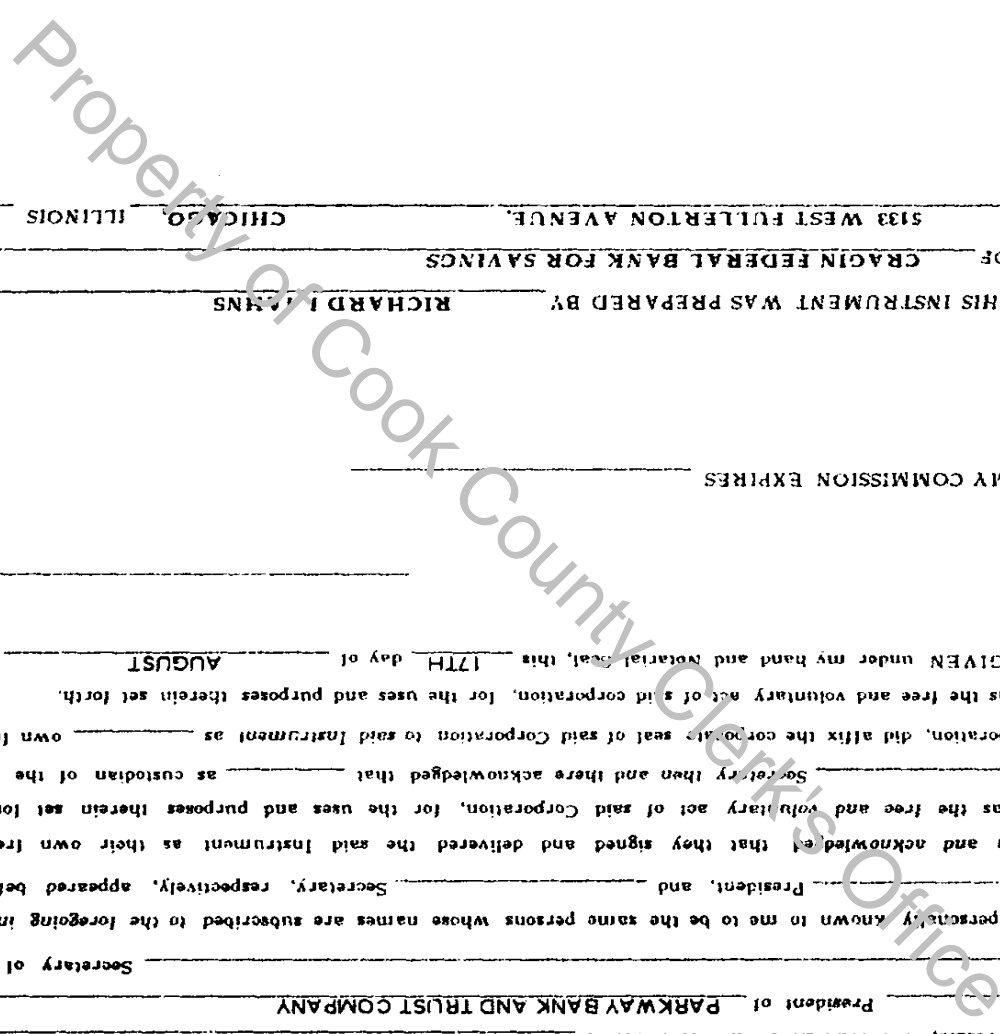 President of PARKWAY BANK AND TRUST COMPANY
Secretary of
personally known to me to be the same persons whose names are subscribed to the foregoing in
President, and Secretary, respectively, appeared bef
and acknowledged that they signed and delivered the said Instrument as their own fre
as the free and voluntary act of said Corporation, for the uses and purposes therein set for
Secretary then and there acknowledged that as custodian of the
oration, did affix the corporate seal of said Corporation to said Instrument as own f
s the free and voluntary act of said corporation, for the uses and purposes therein set forth.
GIVEN under my hand and Notarial Seal, this 17TH day of AUGUST
MY COMMISSION EXPIRES
HIS INSTRUMENT WAS PREPARED BY RICHARD
OF CRAGIN FEDERAL BANK FOR SAVINGS
5133 WEST FULLERTON AVENUE, CHICAGO, ILLINOIS
Property of Cook County Clerk's Office